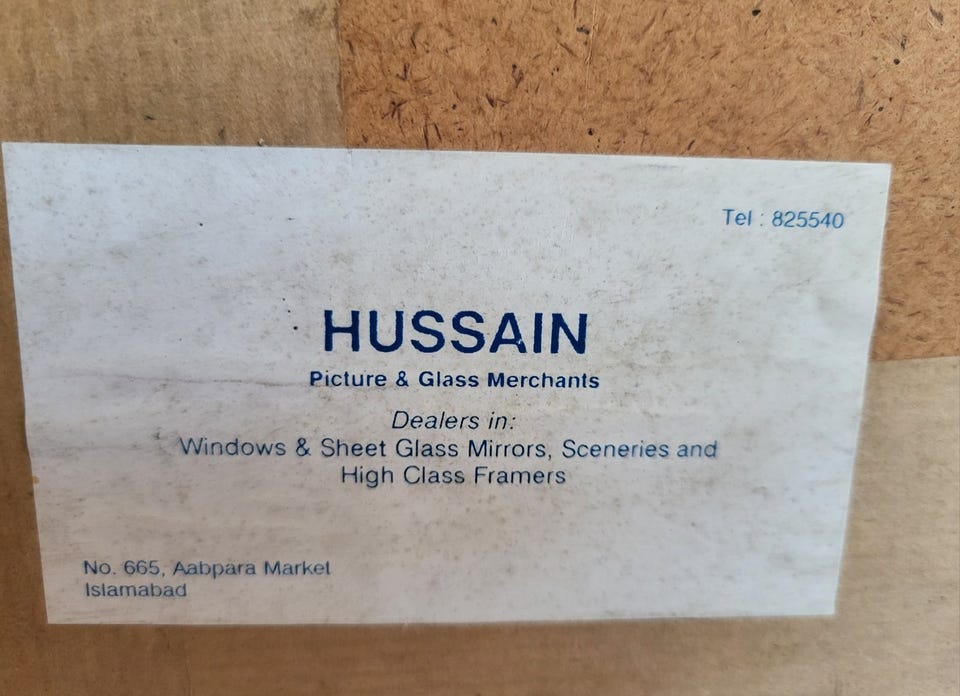 Tel : 825540
HUSSAIN
Picture & Glass Merchants
Dealers in:
Windows & Sheet Glass Mirrors, Sceneries and
High Class Framers
No. 665, Aabpara Market
Islamabad